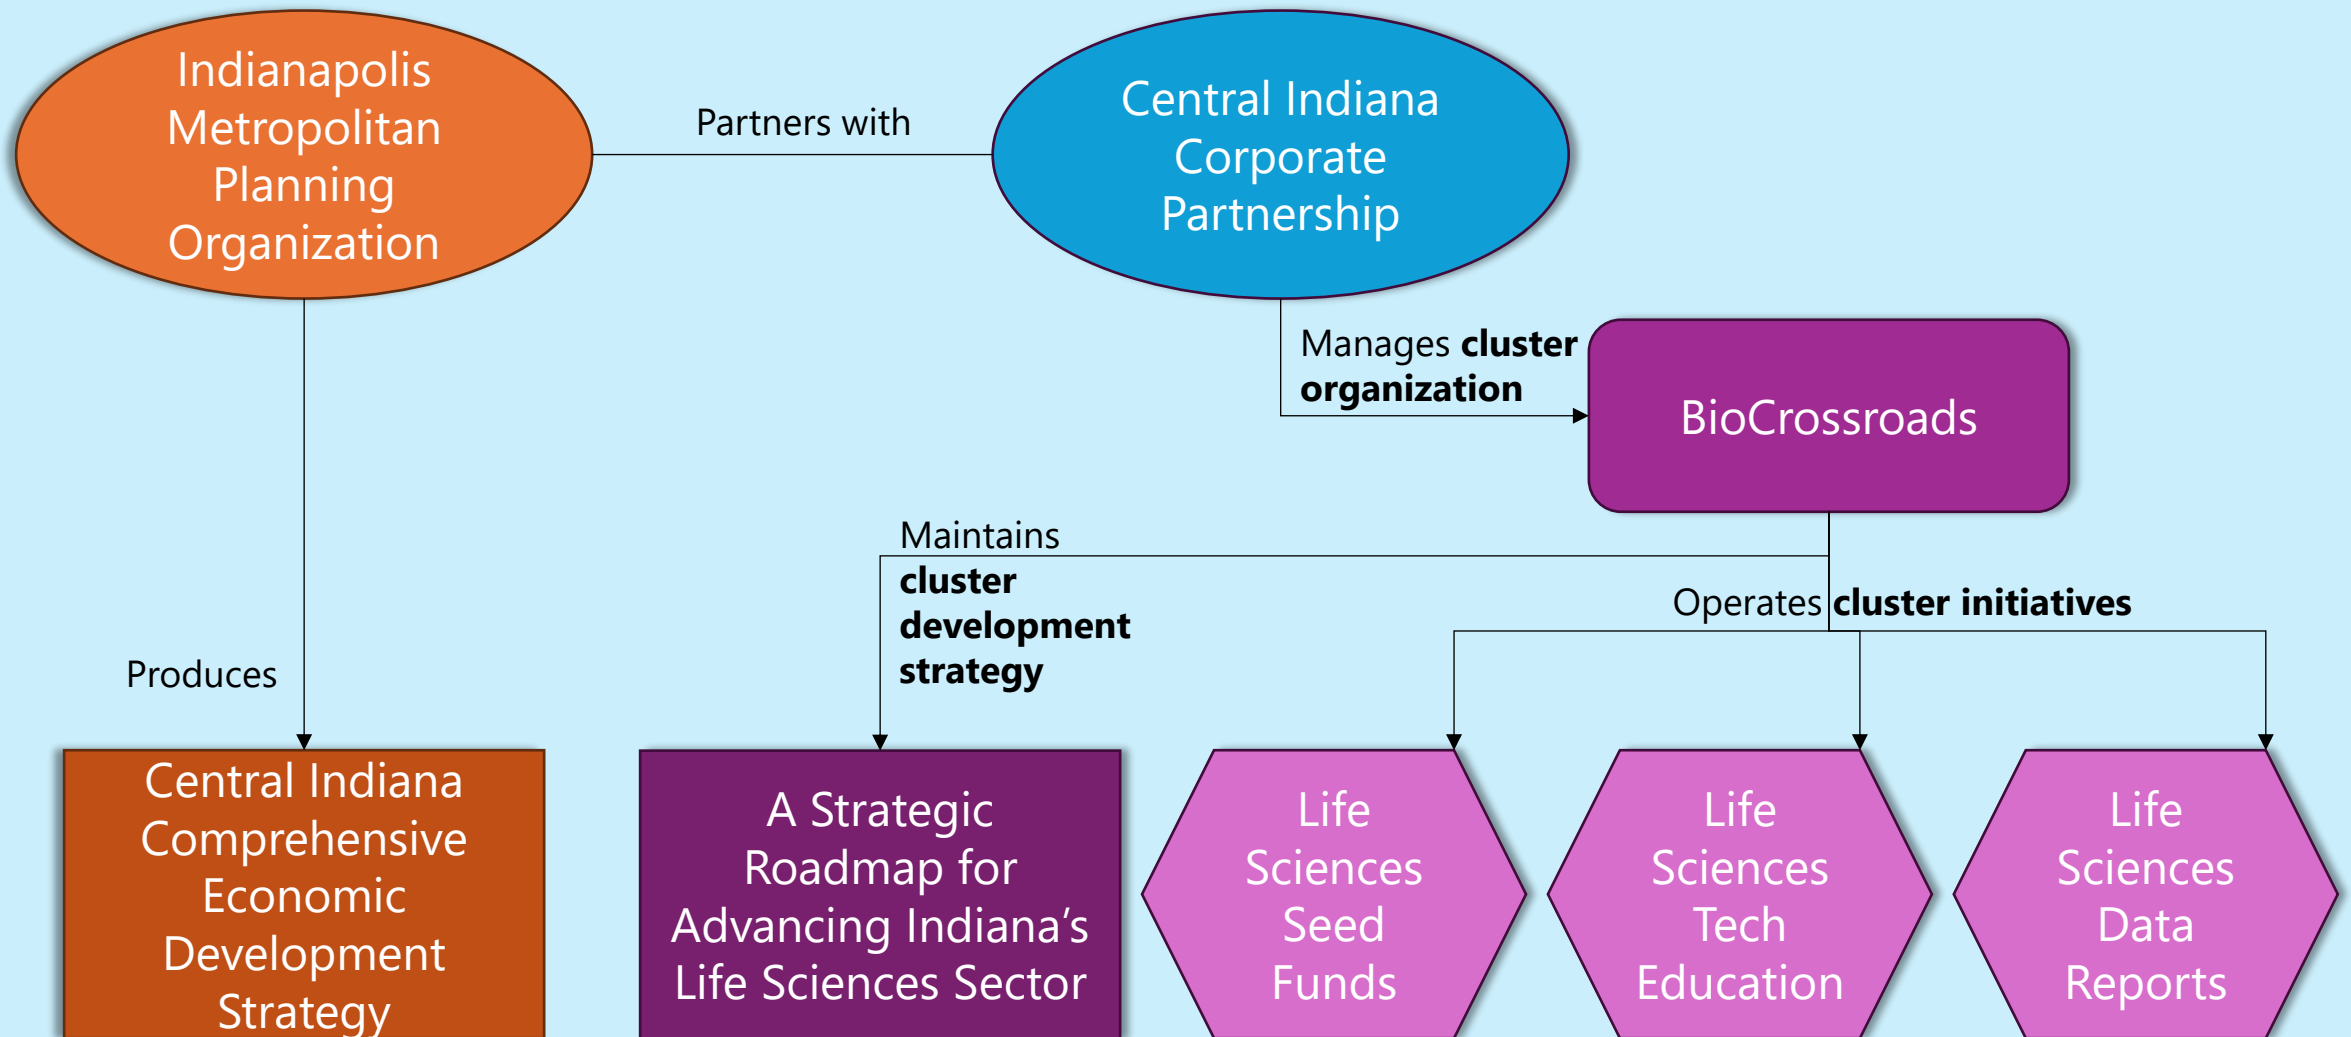 Indianapolis
Metropolitan
Planning
Organization
Partners with
Central Indiana
Corporate
Partnership
Manages cluster
organization
BioCrossroads
Maintains
cluster
development
strategy
Operates cluster initiatives
Produces
Central Indiana
Comprehensive
Economic
Development
Strategy
A Strategic
Roadmap for
Advancing Indiana’s
Life Sciences Sector
Life
Sciences
Seed
Funds
Life
Sciences
Tech
Education
Life
Sciences
Data
Reports